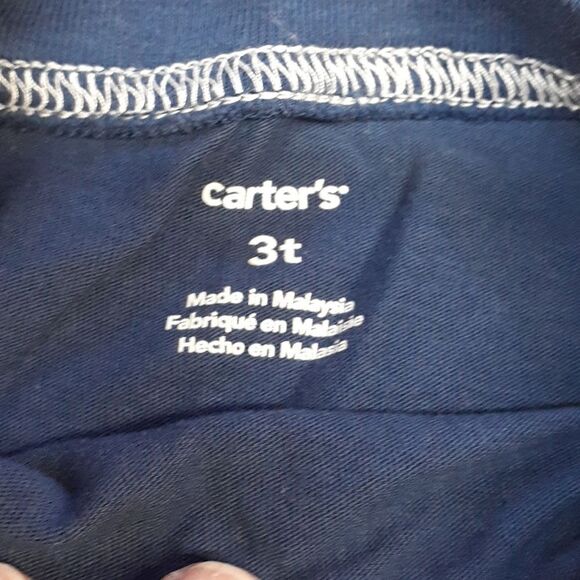 carter's
3t
Made in Malaysia
Fabriqué en Malaisie
Hecho en Malasia